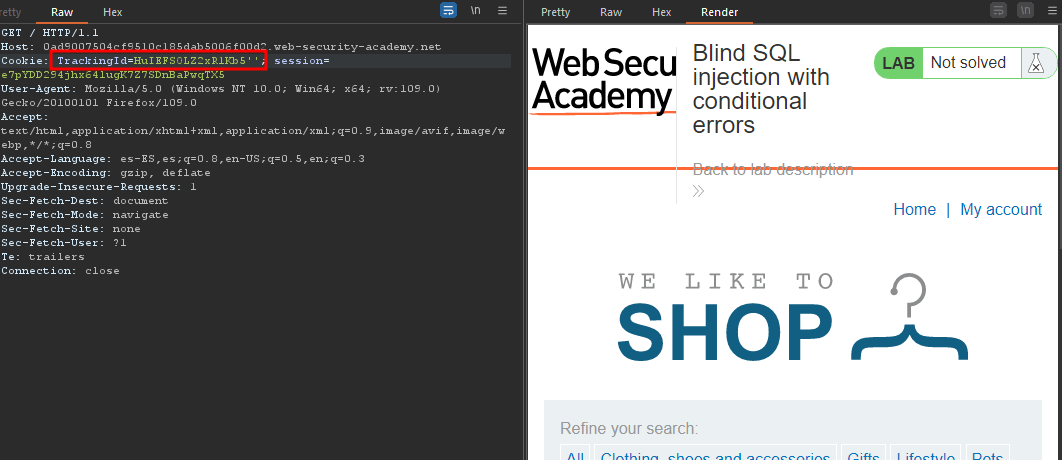 Pretty
Raw
Hex
\n
GET / HTTP/1.1
Host: 0ad9007504cf9510c185dab5006f00d2.web-security-academy.net
Cookie: TrackingId=HuIEFS0LZ2xR1Kb5''; session=
e7pYDD294jhx641ugK7Z7SDnBaPwqTX5
User-Agent: Mozilla/5.0 (Windows NT 10.0; Win64; x64; rv:109.0)
Gecko/20100101 Firefox/109.0
Accept:
text/html,application/xhtml+xml,application/xml;q=0.9,image/avif,image/w
ebp,*/*;q=0.8
Accept-Language: es-ES,es;q=0.8,en-US;q=0.5,en;q=0.3
Accept-Encoding: gzip, deflate
Upgrade-Insecure-Requests: 1
Sec-Fetch-Dest: document
Sec-Fetch-Mode: navigate
Sec-Fetch-Site: none
Sec-Fetch-User: ?1
Te: trailers
Connection: close
Pretty
Raw
Hex
Render
\n
Web Secu
Academy
Blind SQL
injection with
conditional
errors
LAB
Not solved
Back to lab description
Home | My account
WE LIKE TO
SHOP
Refine your search:
All
Clothing, shoes and accessories
Gifts
Lifestyle
Pets